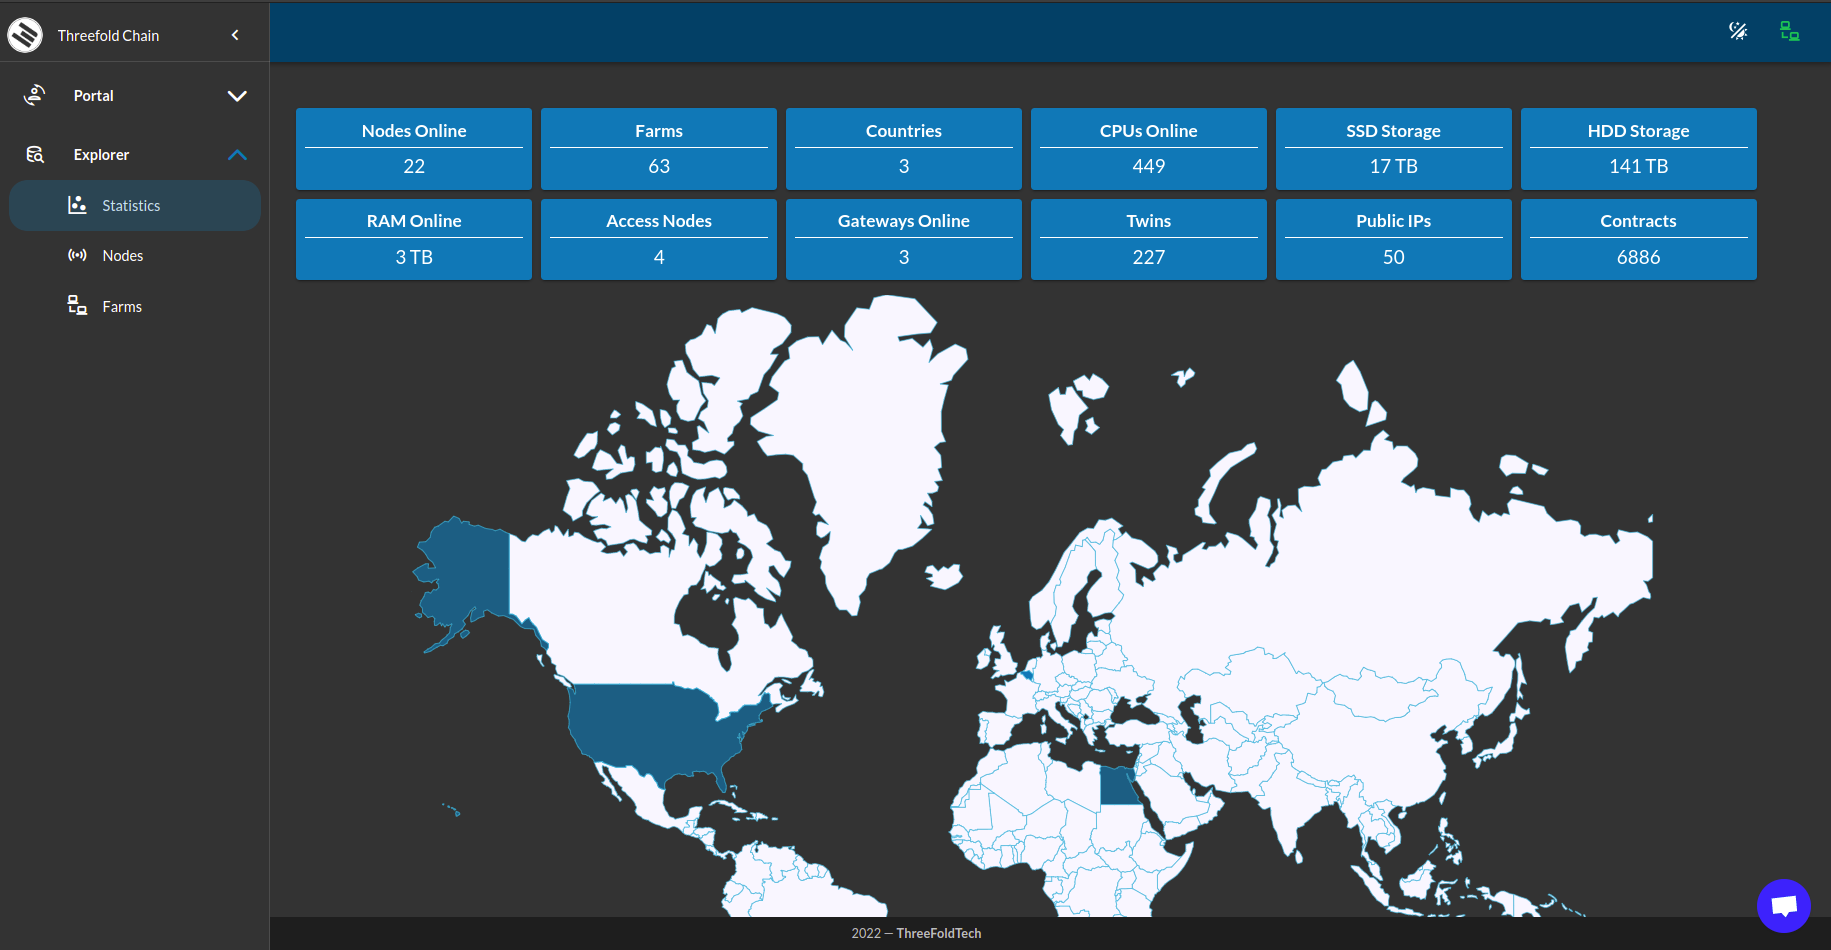 Threefold Chain
Portal
Explorer
Statistics
Nodes
Farms
Nodes Online
22
Farms
63
Countries
3
CPUs Online
449
SSD Storage
17 TB
HDD Storage
141 TB
RAM Online
3 TB
Access Nodes
4
Gateways Online
3
Twins
227
Public IPs
50
Contracts
6886
2022 — ThreeFoldTech